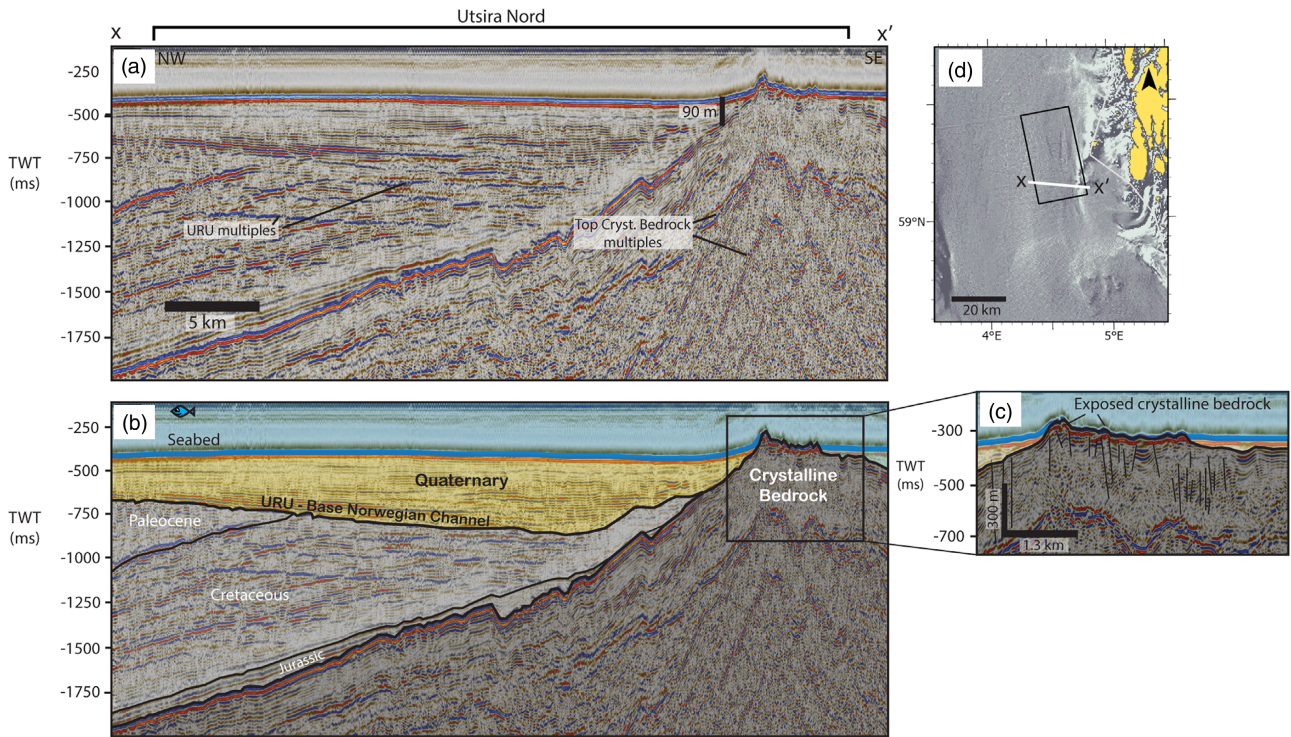 Utsira Nord
x
x'
(a)
NW
SE
-250
-500
-750
-1000
-1250
-1500
-1750
TWT
(ms)
90 m
URU multiples
Top Cryst. Bedrock
multiples
5 km
(d)
x
x'
59°N
20 km
4°E
5°E
(b)
Seabed
-250
-500
-750
-1000
-1250
-1500
-1750
TWT
(ms)
Quaternary
URU - Base Norwegian Channel
Paleocene
Cretaceous
Jurassic
Crystalline
Bedrock
(c)
Exposed crystalline bedrock
-300
-500
-700
TWT
(ms)
300 m
1.3 km